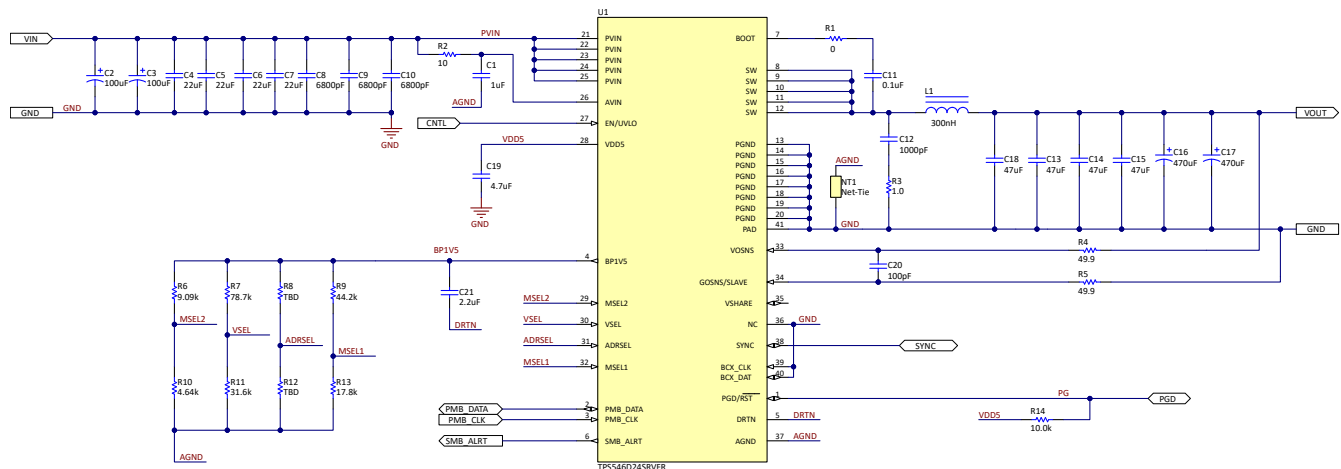 U1
VIN
PVIN
C2
100uF
C3
100uF
C4
22uF
C5
22uF
C6
22uF
C7
22uF
C8
6800pF
C9
6800pF
C10
6800pF
GND
GND
GND
R2
10
C1
1uF
AGND
CNTL
VDD5
C19
4.7uF
GND
BP1V5
R6
9.09k
R7
78.7k
R8
TBD
R9
44.2k
MSEL2
VSEL
ADRSEL
MSEL1
R10
4.64k
R11
31.6k
R12
TBD
R13
17.8k
AGND
C21
2.2uF
DRTN
MSEL2
VSEL
ADRSEL
MSEL1
PMB_DATA
PMB_CLK
SMB_ALRT
21 PVIN
22 PVIN
23 PVIN
24 PVIN
25 PVIN
26 AVIN
27 EN/UVLO
28 VDD5
4 BP1V5
29 MSEL2
30 VSEL
31 ADRSEL
32 MSEL1
2 PMB_DATA
3 PMB_CLK
6 SMB_ALRT
BOOT 7
SW 8
SW 9
SW 10
SW 11
SW 12
PGND 13
PGND 14
PGND 15
PGND 16
PGND 17
PGND 18
PGND 19
PGND 20
PAD 41
VOSNS 33
GOSNS/SLAVE 34
VSHARE 35
NC 36
SYNC 38
BCX_CLK 39
BCX_DAT 40
PGD/RST 1
DRTN 5
AGND 37
TPS546D24SRVFR
R1
0
C11
0.1uF
L1
300nH
C12
1000pF
R3
1.0
AGND
NT1
Net-Tie
GND
C18
47uF
C13
47uF
C14
47uF
C15
47uF
C16
470uF
C17
470uF
VOUT
GND
R4
49.9
C20
100pF
R5
49.9
GND
SYNC
PG
PGD
VDD5
R14
10.0k
DRTN
AGND